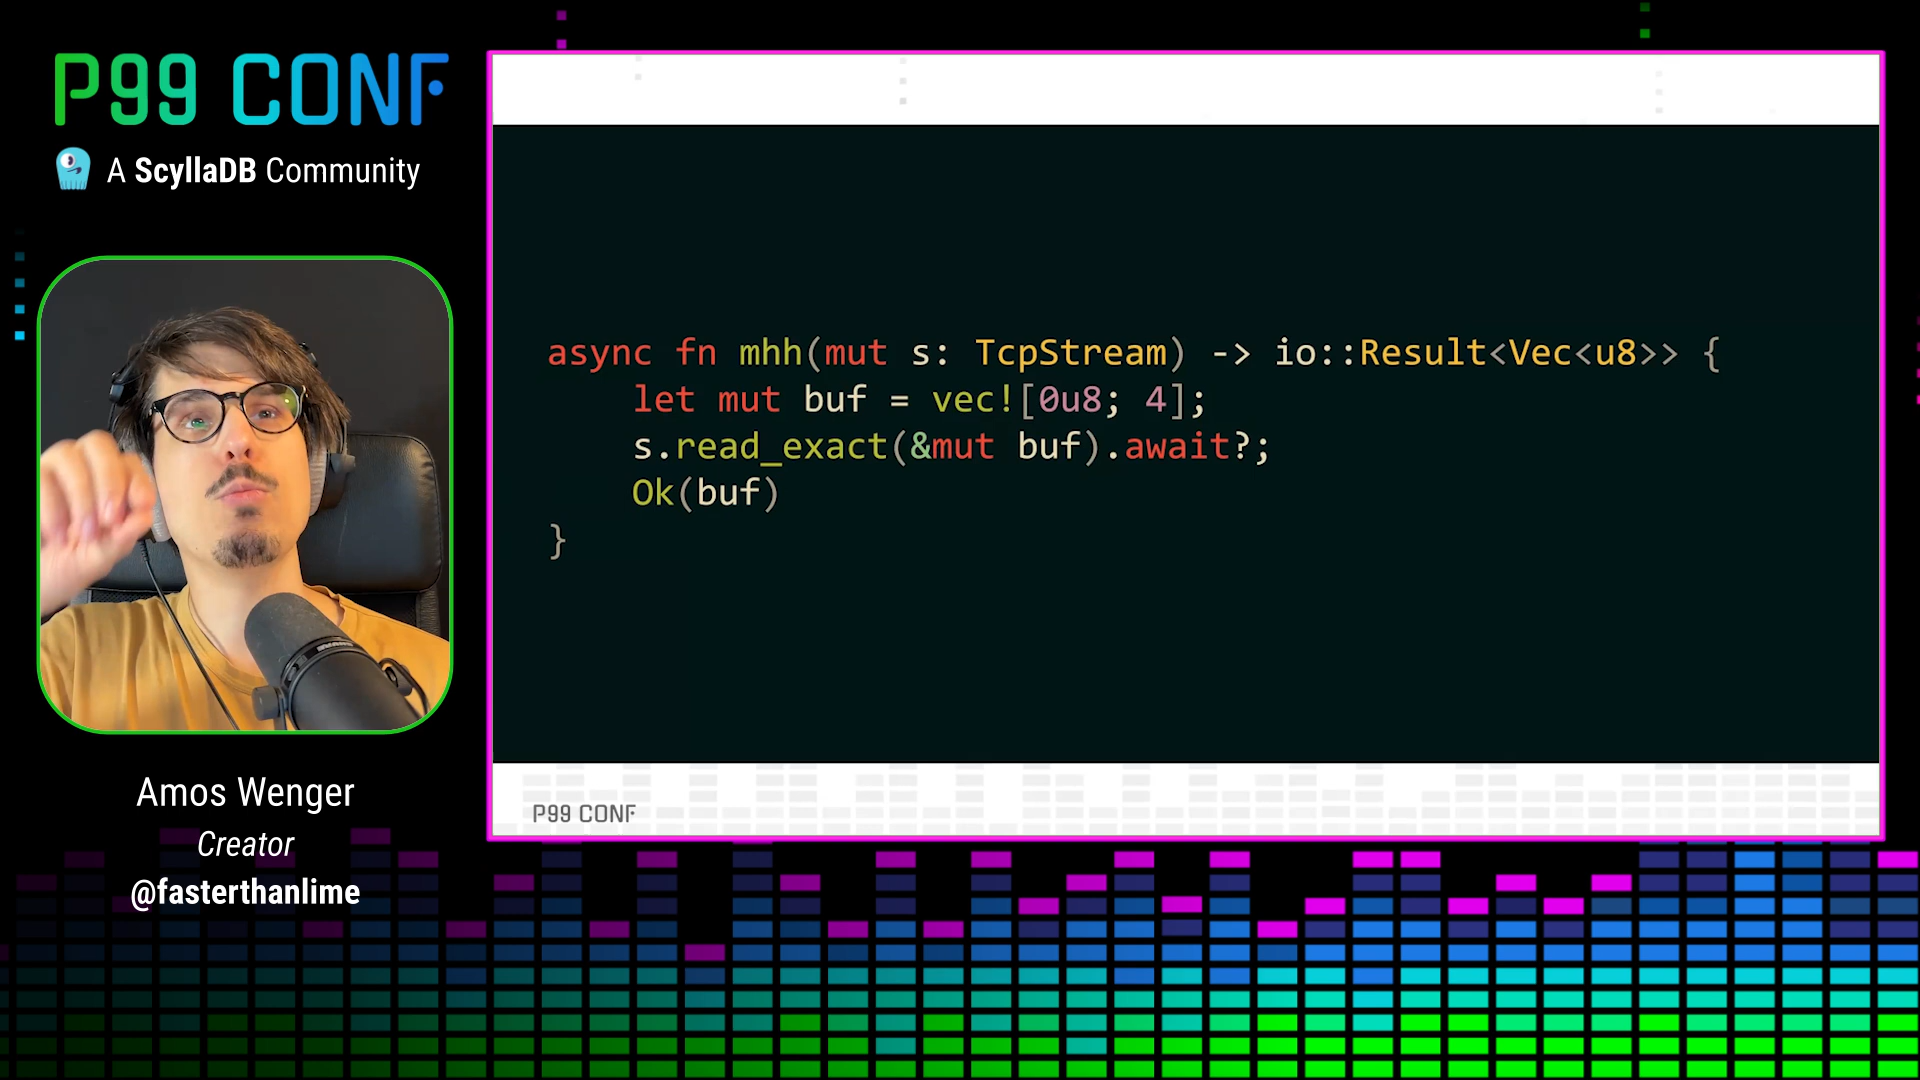 P99 CONF
A ScyllaDB Community
async fn mhh(mut s: TcpStream) -> io::Result<Vec<u8>> {
    let mut buf = vec![0u8; 4];
    s.read_exact(&mut buf).await?;
    Ok(buf)
}
P99 CONF
Amos Wenger
Creator
@fasterthanlime